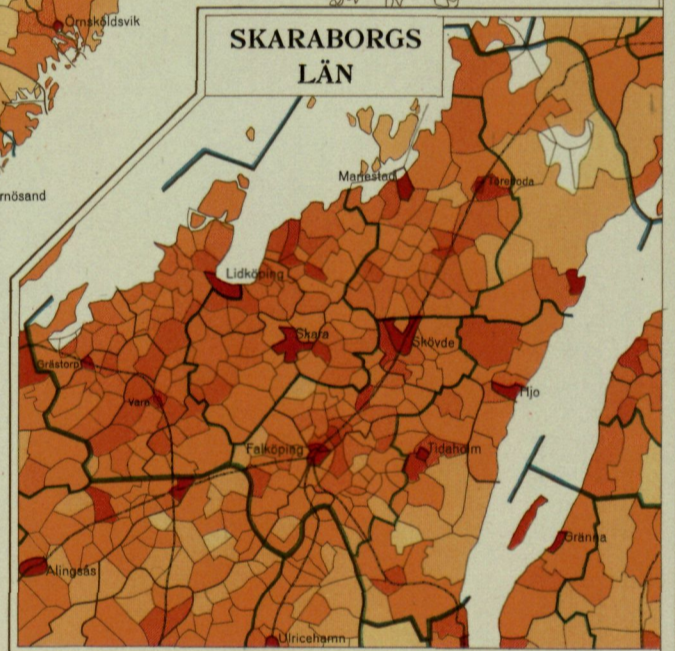 Örnsköldsvik
SKARABORGS
LÄN
rnösand
Mariestad
Töreboda
Lidköping
Skara
Skövde
Grästorp
Hjo
Vara
Falköping
Tidaholm
Gränna
Alingsås
Ulricehamn